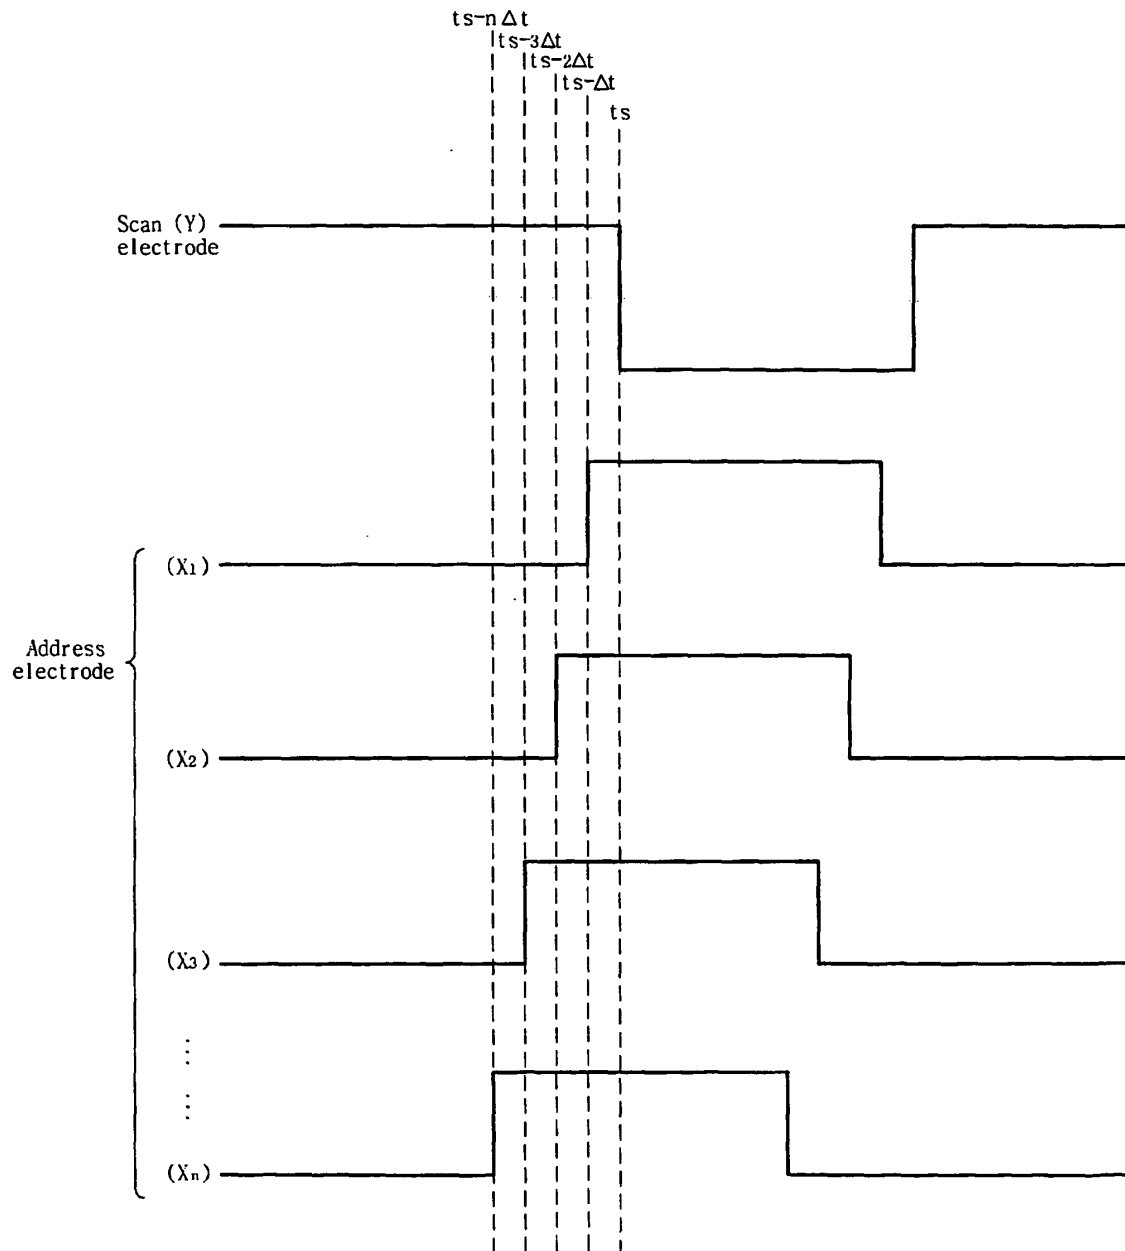 ts-nΔt
ts-3Δt
ts-2Δt
ts-Δt
ts
Scan (Y)
electrode
(X1)
Address
electrode
(X2)
(X3)
(Xn)